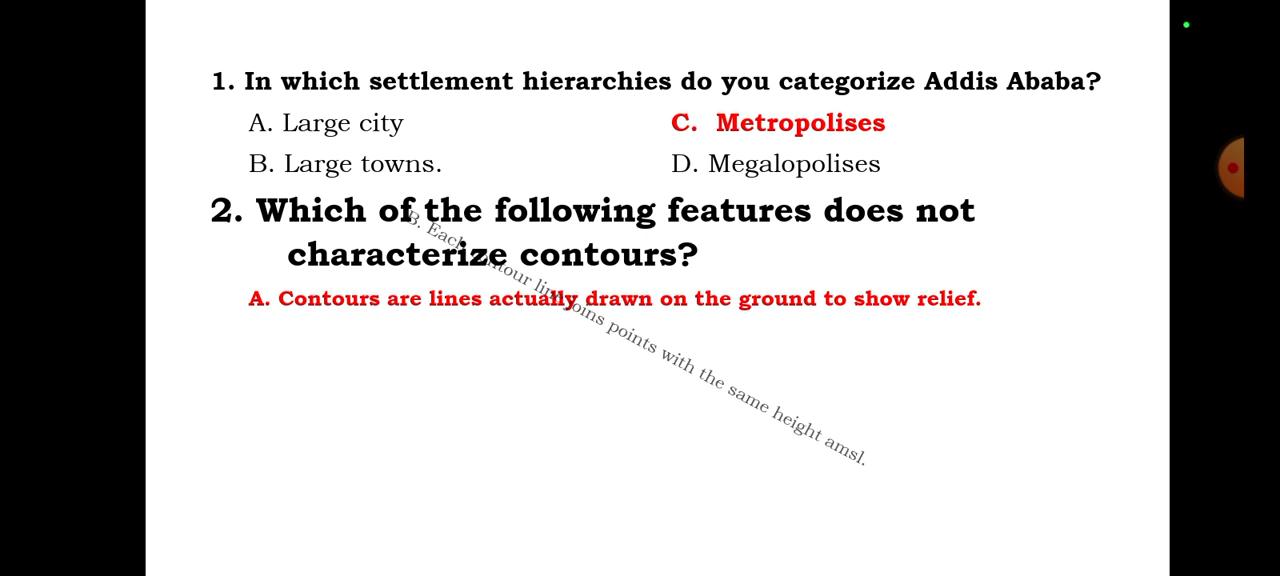 1. In which settlement hierarchies do you categorize Addis Ababa?
A. Large city
C. Metropolises
B. Large towns.
D. Megalopolises
2. Which of the following features does not
characterize contours?
A. Contours are lines actually drawn on the ground to show relief.
B. Each contour line joins points with the same height amsl.